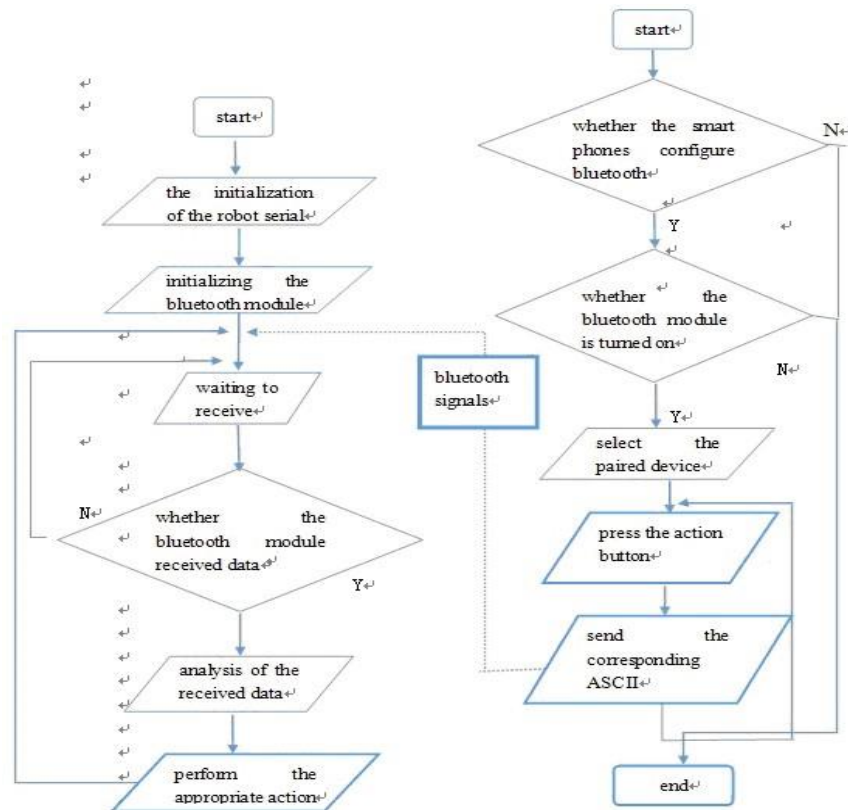 start
the initialization
of the robot serial
initializing the
bluetooth module
waiting to
receive
N
whether the
bluetooth module
received data
Y
analysis of the
received data
perform the
appropriate action
bluetooth
signals
start
whether the smart
phones configure
bluetooth
N
Y
whether the
bluetooth module
is turned on
N
Y
select the
paired device
press the action
button
send the
corresponding
ASCII
end